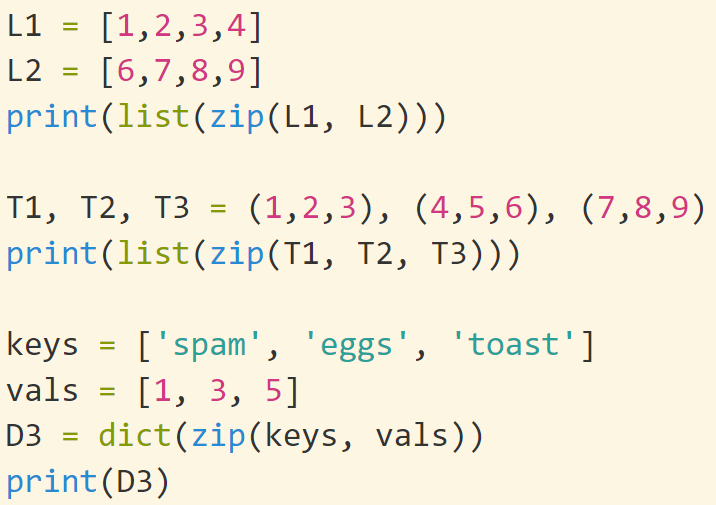 L1 = [1,2,3,4]
L2 = [6,7,8,9]
print(list(zip(L1, L2)))

T1, T2, T3 = (1,2,3), (4,5,6), (7,8,9)
print(list(zip(T1, T2, T3)))

keys = ['spam', 'eggs', 'toast']
vals = [1, 3, 5]
D3 = dict(zip(keys, vals))
print(D3)